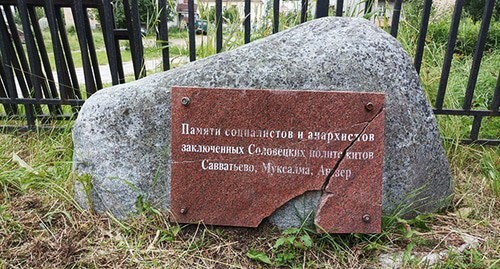 Памяти социалистов и анархистов
заключенных Соловецких политскитов
Савватьево, Муксалма, Анзер